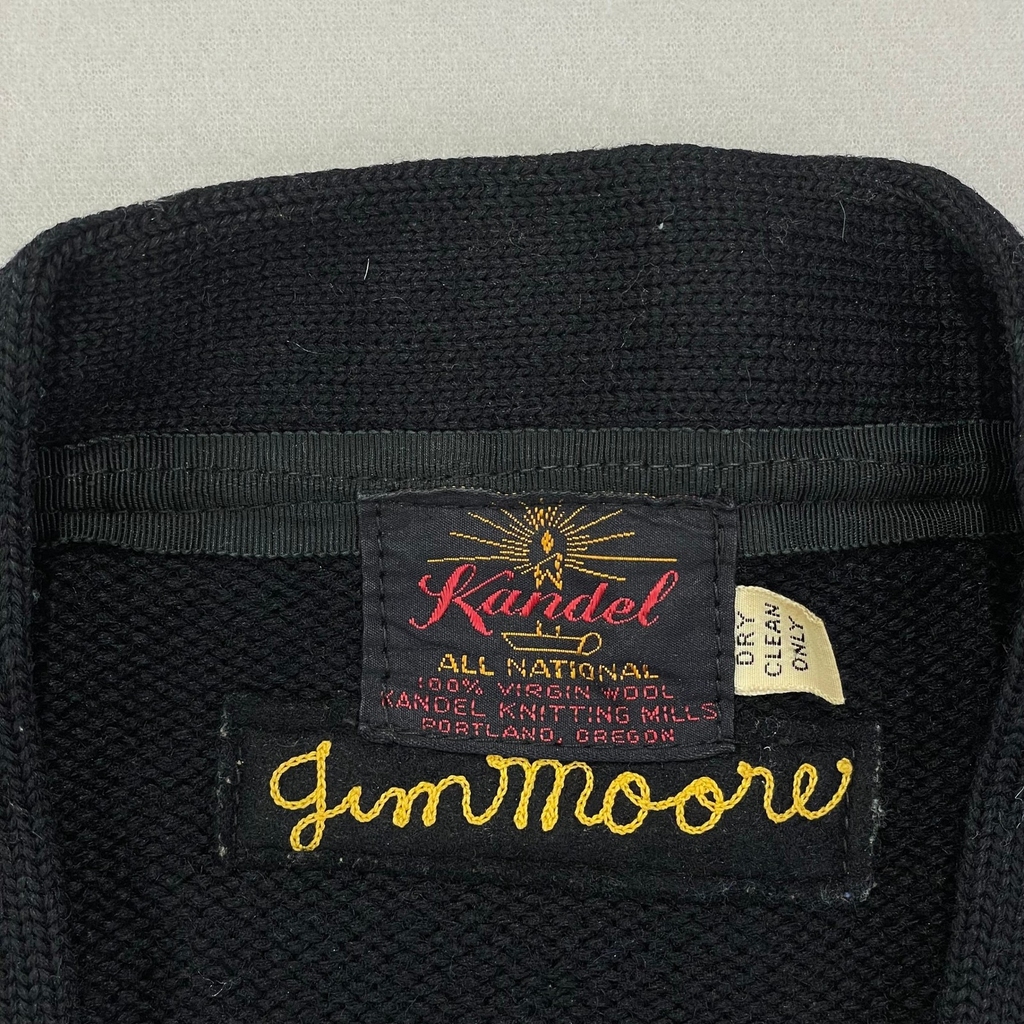 Kandel
ALL NATIONAL
100% VIRGIN WOOL
KANDEL KNITTING MILLS
PORTLAND, OREGON
DRY
CLEAN
ONLY
Jim Moore